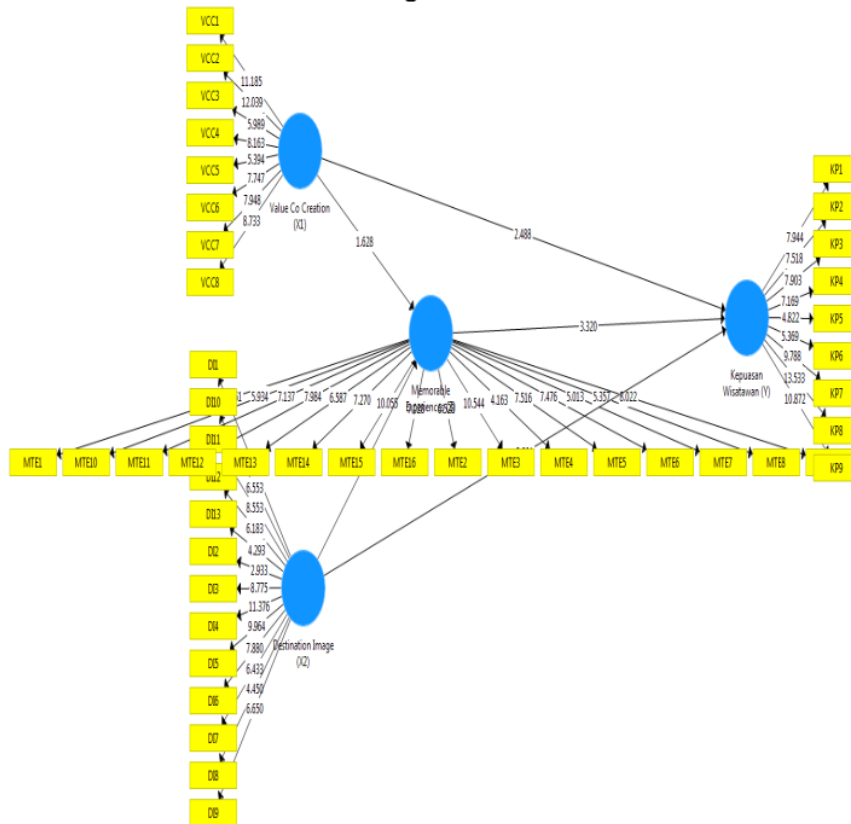 VCC1
VCC2
VCC3
VCC4
VCC5
VCC6
VCC7
VCC8
11.185
12.039
5.989
8.163
5.394
7.747
7.948
8.733
Value Co Creation
(X1)
1.628
2.488
3.320
KP1
KP2
KP3
KP4
KP5
KP6
KP7
KP8
KP9
7.944
7.518
7.903
7.169
4.822
5.369
9.788
13.533
10.872
Kepuasan
Wisatawan (Y)
Memorable
5.934
7.137
7.984
6.587
7.270
10.055
10.544
4.163
7.516
7.476
5.013
5.357
MTE1
MTE10
MTE11
MTE12
MTE13
MTE14
MTE15
MTE16
MTE2
MTE3
MTE4
MTE5
MTE6
MTE7
MTE8
DI1
DI10
DI11
DI12
DI13
DI2
DI3
DI4
DI5
DI6
DI7
DI8
DI9
6.553
8.553
6.183
4.293
2.933
8.775
11.376
9.964
7.880
6.433
4.450
6.650
Destination Image
(X2)